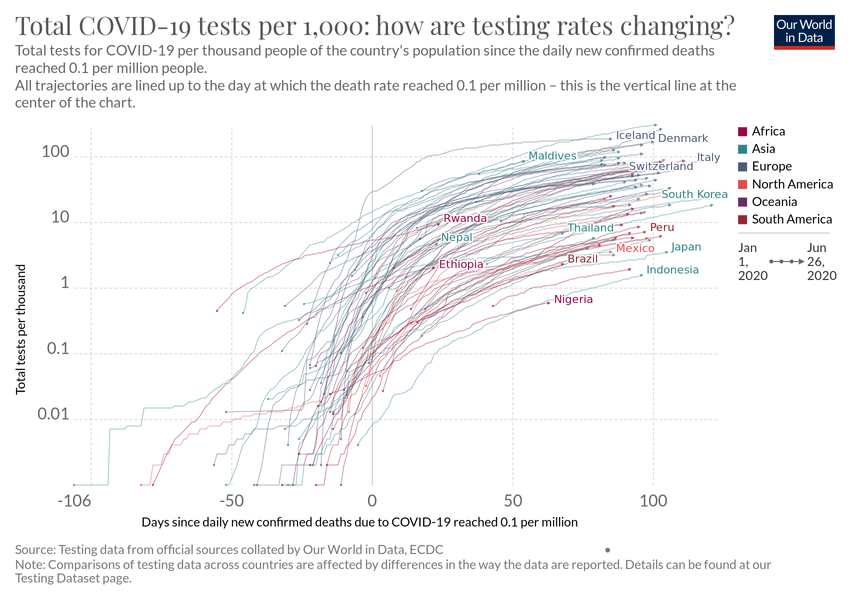 Total COVID-19 tests per 1,000: how are testing rates changing?
Our World
in Data
Total tests for COVID-19 per thousand people of the country's population since the daily new confirmed deaths
reached 0.1 per million people.
All trajectories are lined up to the day at which the death rate reached 0.1 per million – this is the vertical line at the
center of the chart.
Total tests per thousand
100
10
1
0.1
0.01
Iceland
Denmark
Maldives
Italy
Switzerland
South Korea
Rwanda
Thailand
Peru
Nepal
Mexico
Japan
Ethiopia
Brazil
Indonesia
Nigeria
Africa
Asia
Europe
North America
Oceania
South America
Jan
1,
2020
Jun
26,
2020
-106
-50
0
50
100
Days since daily new confirmed deaths due to COVID-19 reached 0.1 per million
Source: Testing data from official sources collated by Our World in Data, ECDC
Note: Comparisons of testing data across countries are affected by differences in the way the data are reported. Details can be found at our
Testing Dataset page.